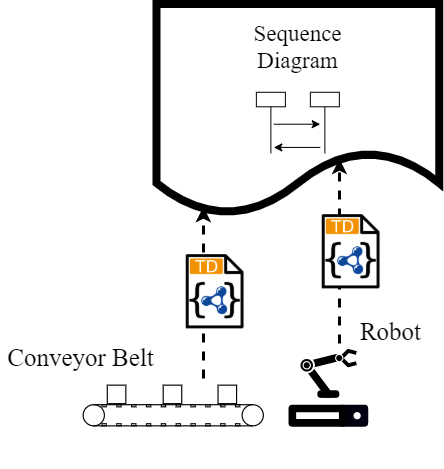 Sequence
Diagram
TD
TD
Robot
Conveyor Belt